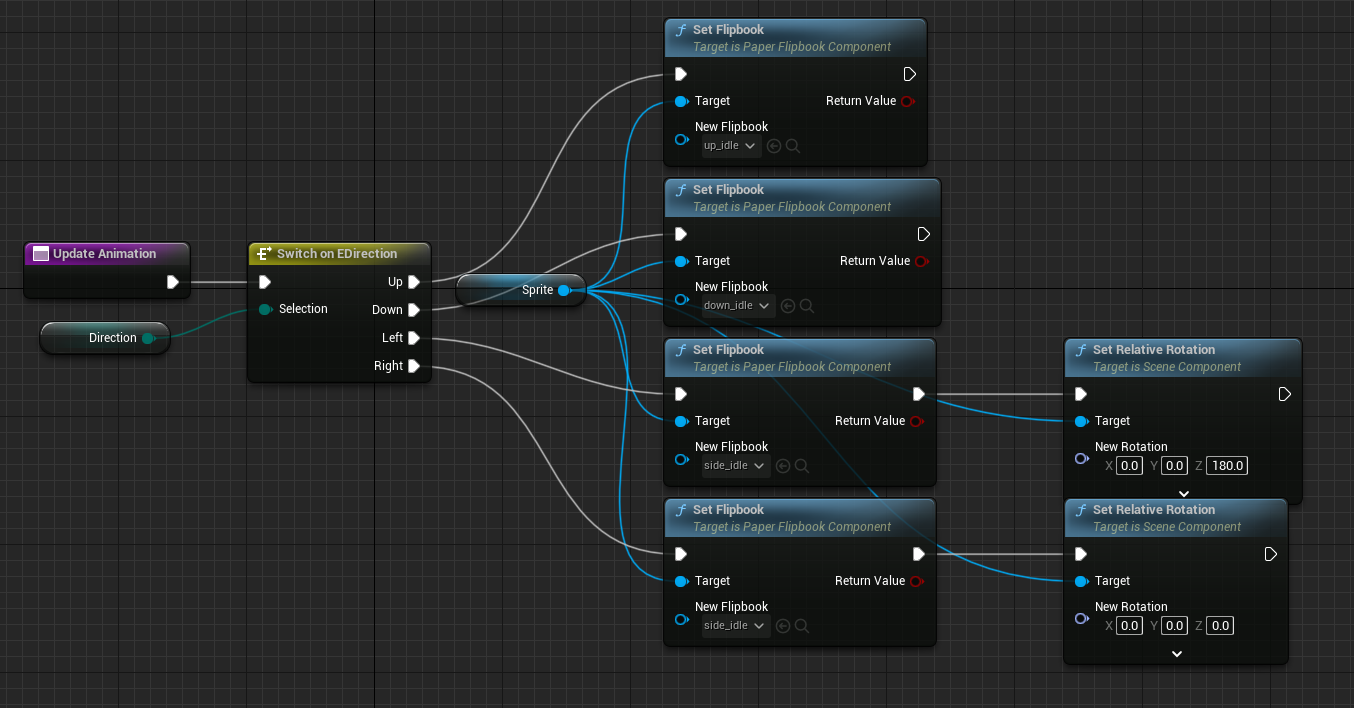 Update Animation
Direction
Switch on EDirection
Up
Selection
Down
Left
Right
Sprite
Set Flipbook
Target is Paper Flipbook Component
Target
Return Value
New Flipbook
up_idle
Set Flipbook
Target is Paper Flipbook Component
Target
Return Value
New Flipbook
down_idle
Set Flipbook
Target is Paper Flipbook Component
Target
Return Value
New Flipbook
side_idle
Set Relative Rotation
Target is Scene Component
Target
New Rotation
X 0.0 Y 0.0 Z 180.0
Set Flipbook
Target is Paper Flipbook Component
Target
Return Value
New Flipbook
side_idle
Set Relative Rotation
Target is Scene Component
Target
New Rotation
X 0.0 Y 0.0 Z 0.0